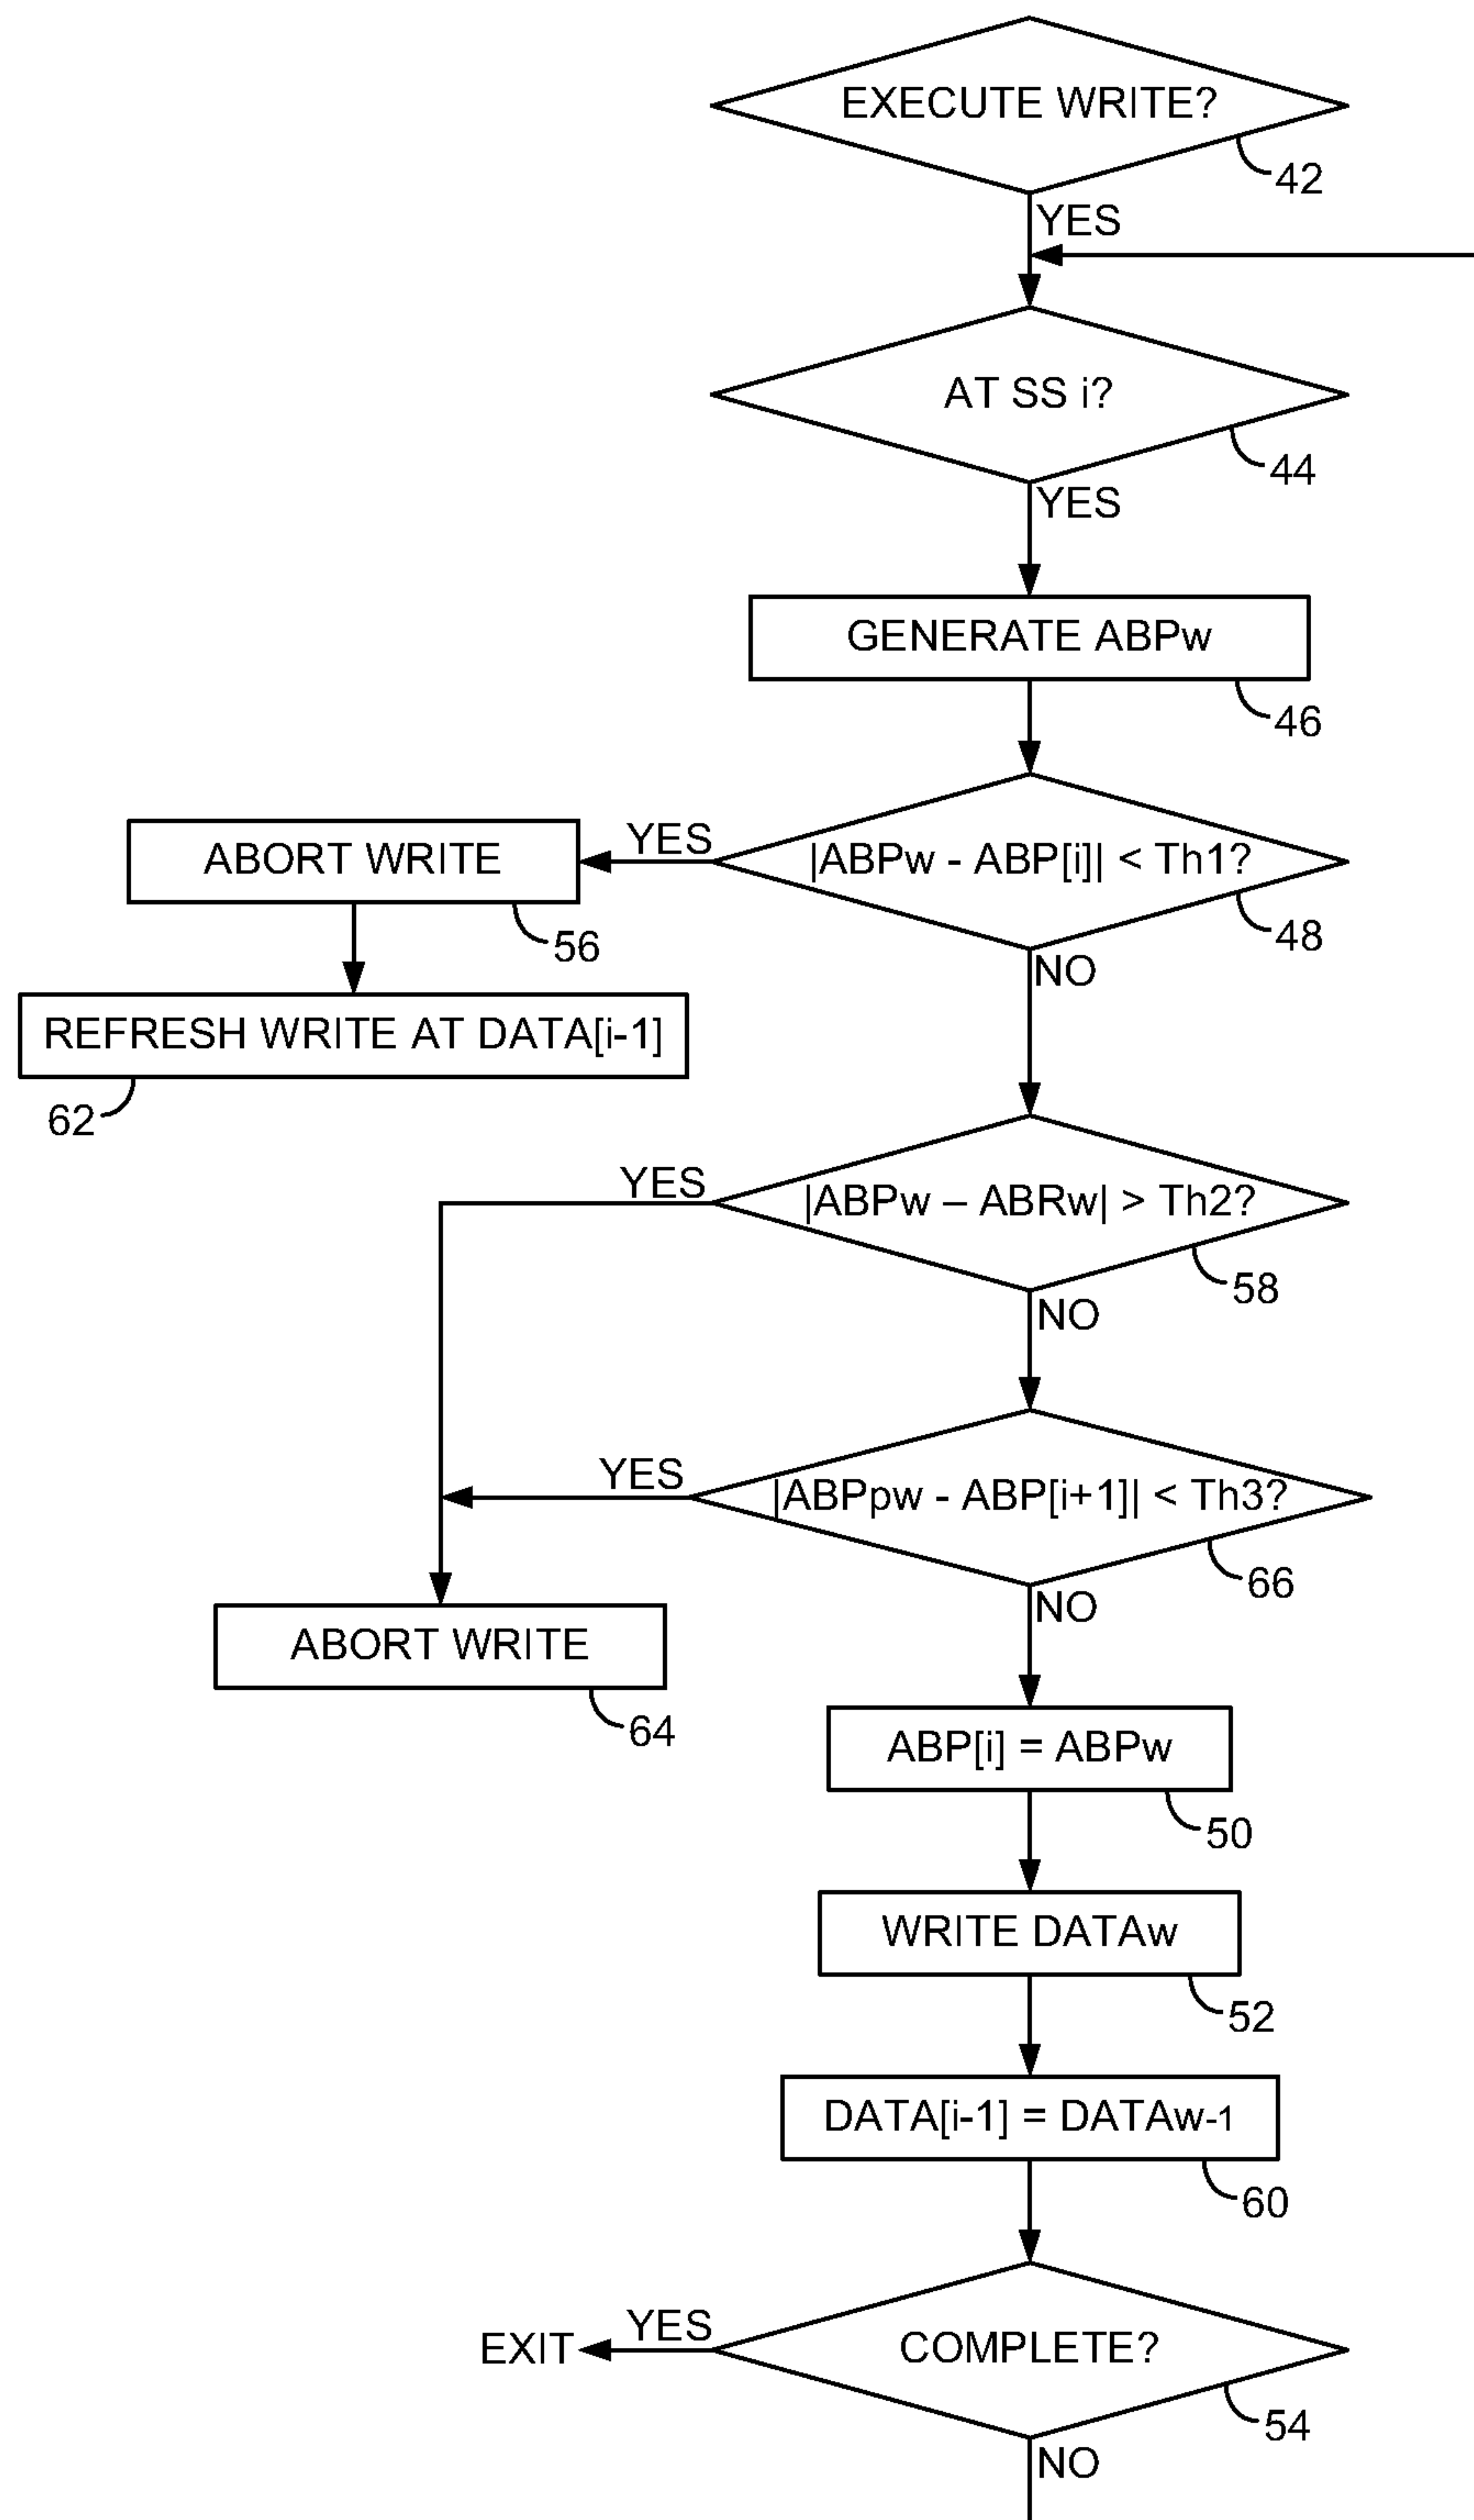 EXECUTE WRITE?
42
YES
AT SS i?
44
YES
GENERATE ABPw
46
ABORT WRITE
YES
|ABPw - ABP[i]| < Th1?
56
48
NO
REFRESH WRITE AT DATA[i-1]
62
YES
|ABPw – ABRw| > Th2?
58
NO
YES
|ABPpw - ABP[i+1]| < Th3?
66
NO
ABORT WRITE
64
ABP[i] = ABPw
50
WRITE DATAw
52
DATA[i-1] = DATAw-1
60
EXIT
YES
COMPLETE?
54
NO